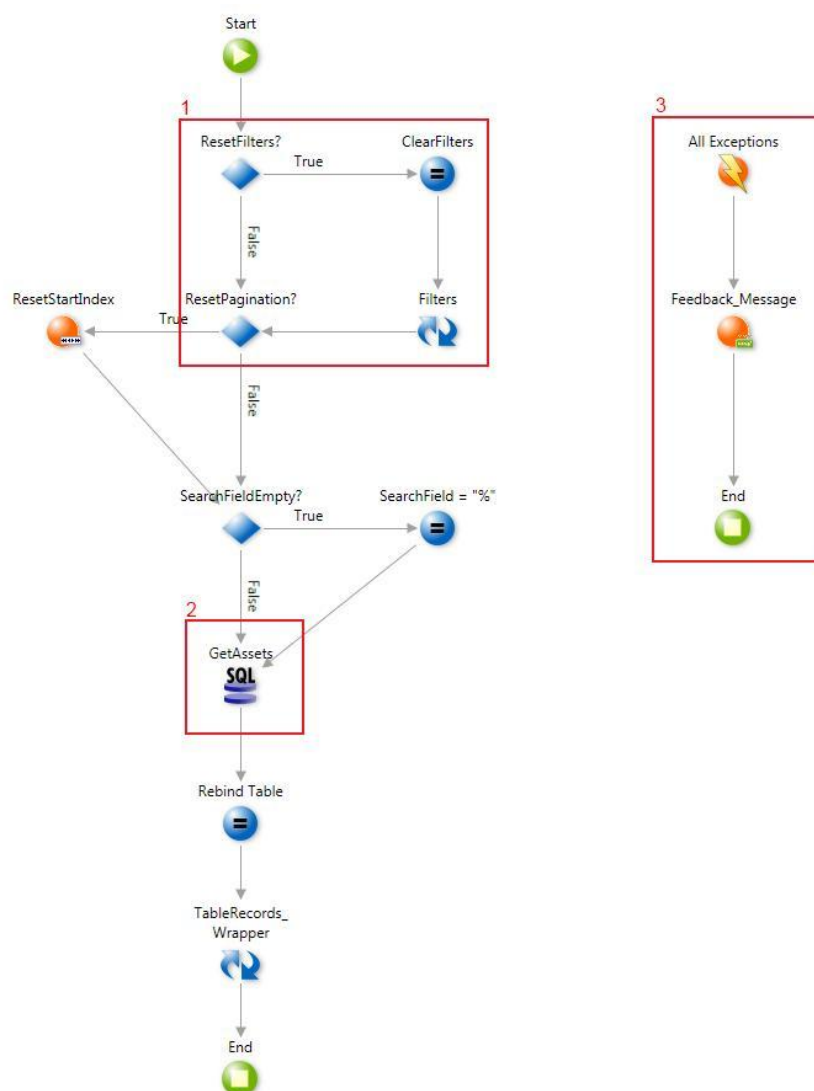 Start
1
ResetFilters?
True
ClearFilters
False
ResetStartIndex
True
ResetPagination?
Filters
False
SearchFieldEmpty?
True
SearchField = "%"
False
2
GetAssets
SQL
Rebind Table
TableRecords_
Wrapper
End
3
All Exceptions
Feedback_Message
End